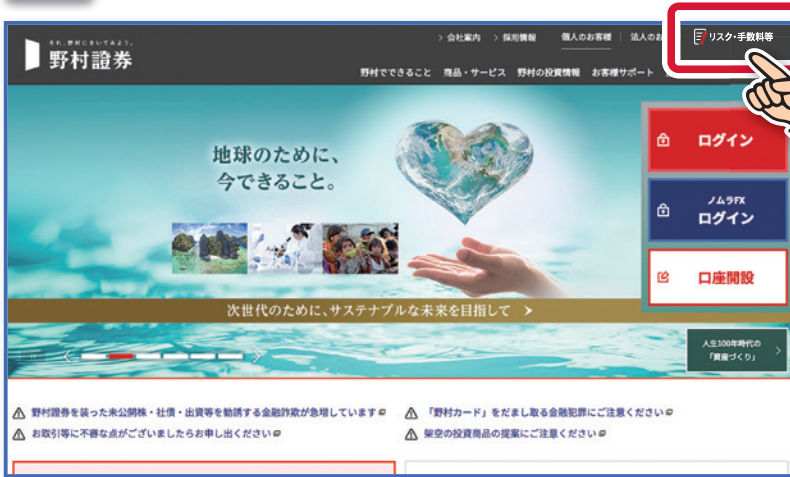 それ、野村にきいてみよう。
野村證券
> 会社案内 > 採用情報 個人のお客様 法人のお
リスク・手数料等
野村でできること 商品・サービス 野村の投資情報 お客様サポート
地球のために、
今できること。
ログイン
ノムラFX
ログイン
口座開設
次世代のために、サステナブルな未来を目指して >
人生100年時代の
「資産づくり」
野村證券を装った未公開株・社債・出資等を勧誘する金融詐欺が急増しています
「野村カード」をだまし取る金融犯罪にご注意ください
お取引等に不審な点がございましたらお申し出ください
架空の投資商品の提案にご注意ください